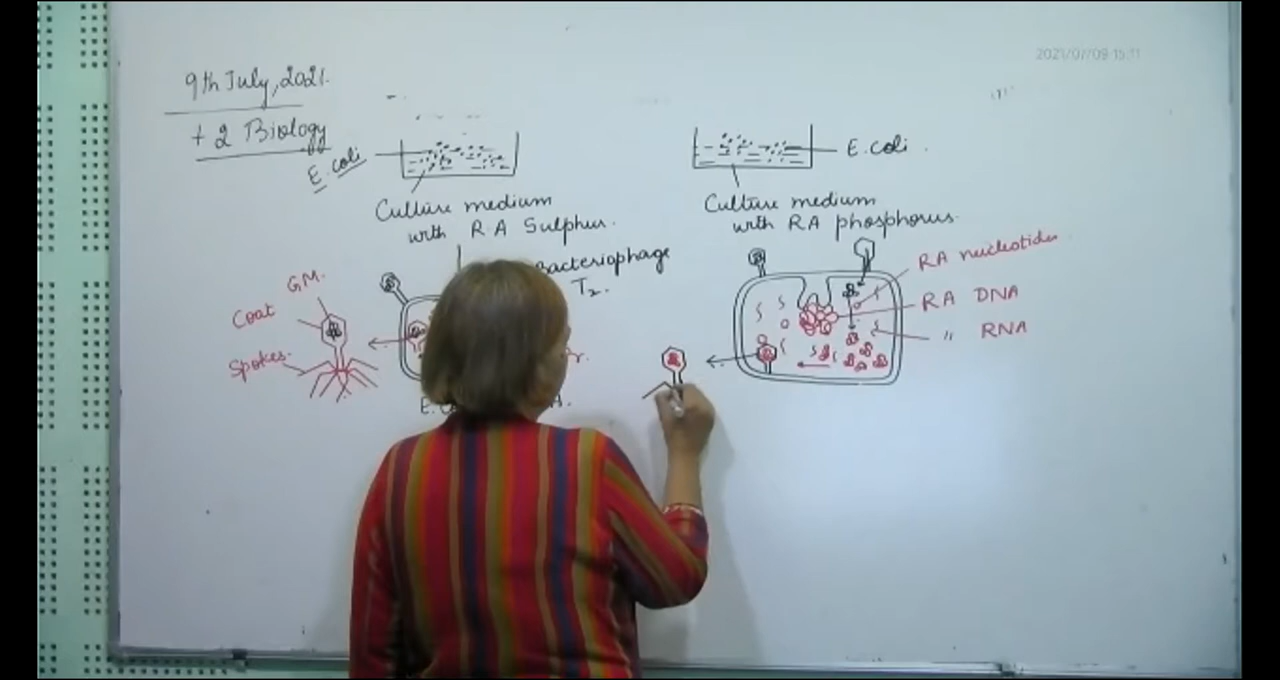 2021/07/09 15:11
9th July, 2021.
+ 2 Biology
E. coli
E. coli
Culture medium
with R A Sulphur.
Culture medium
with RA phosphorus.
Bacteriophage
T2.
G.M.
Coat
Spokes.
RA nucleotides
RA DNA
" RNA